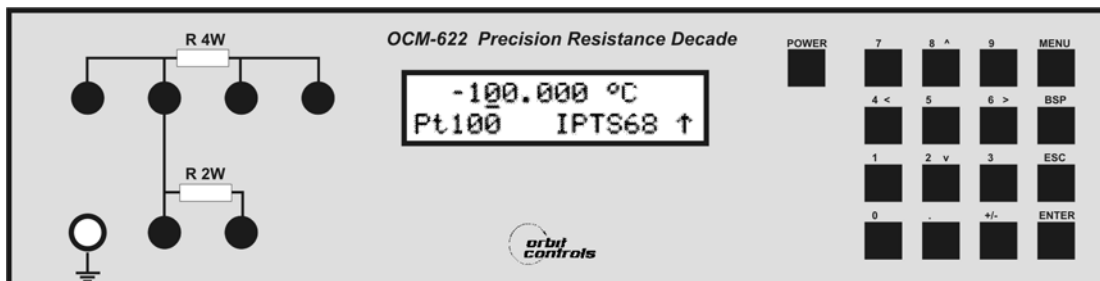 R 4W
OCM-622 Precision Resistance Decade
-100.000 ºC
Pt100 IPTS68 ↑
R 2W
orbit
controls
POWER
7 8 ^ 9 MENU
4 < 5 6 > BSP
1 2 v 3 ESC
0 . +/- ENTER